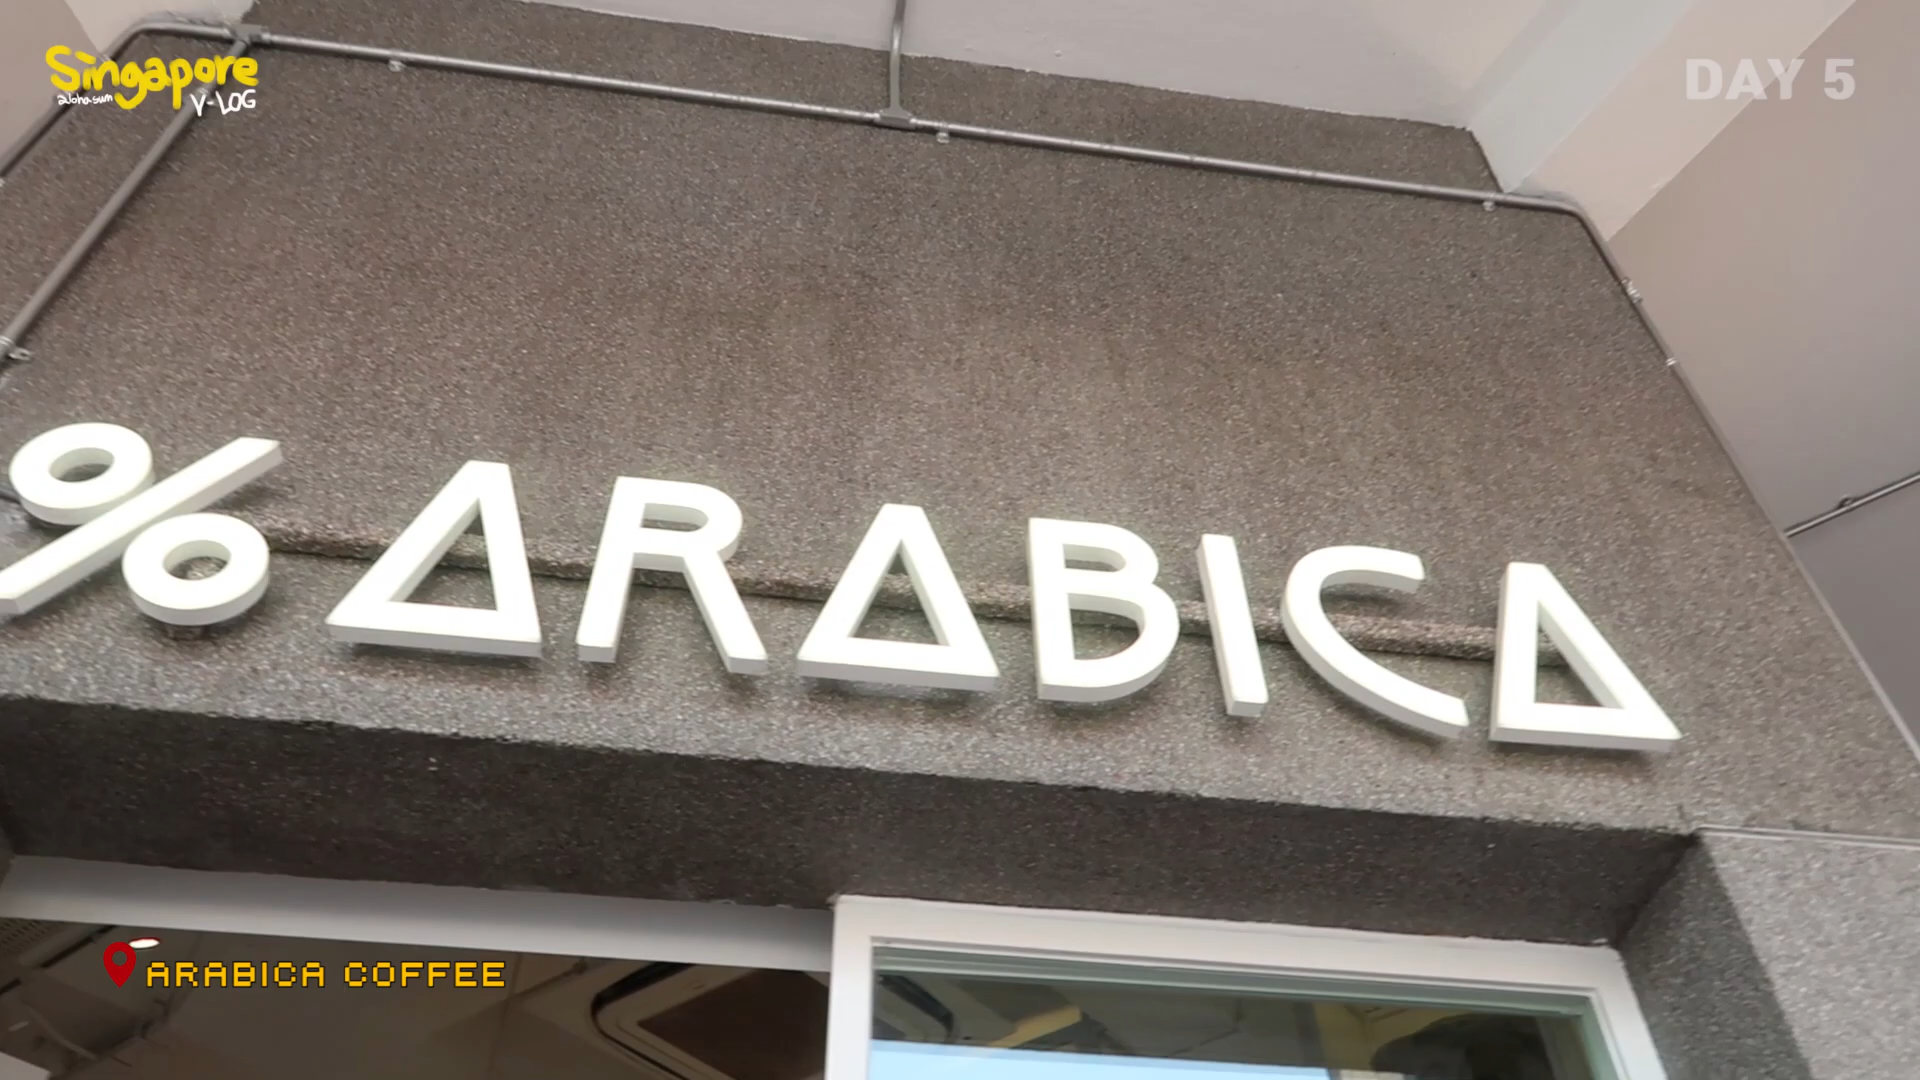 Singapore
aloha.sum V-LOG
DAY 5
% ARABICA
ARABICA COFFEE